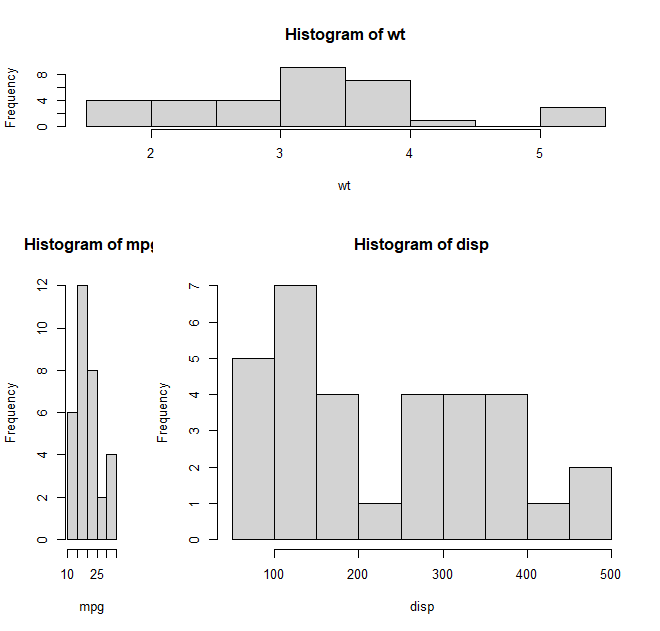 Histogram of wt
Frequency
0 4 8
2 3 4 5
wt
Histogram of mpg
Frequency
0 2 4 6 8 10 12
10 25
mpg
Histogram of disp
Frequency
0 1 2 3 4 5 6 7
100 200 300 400 500
disp